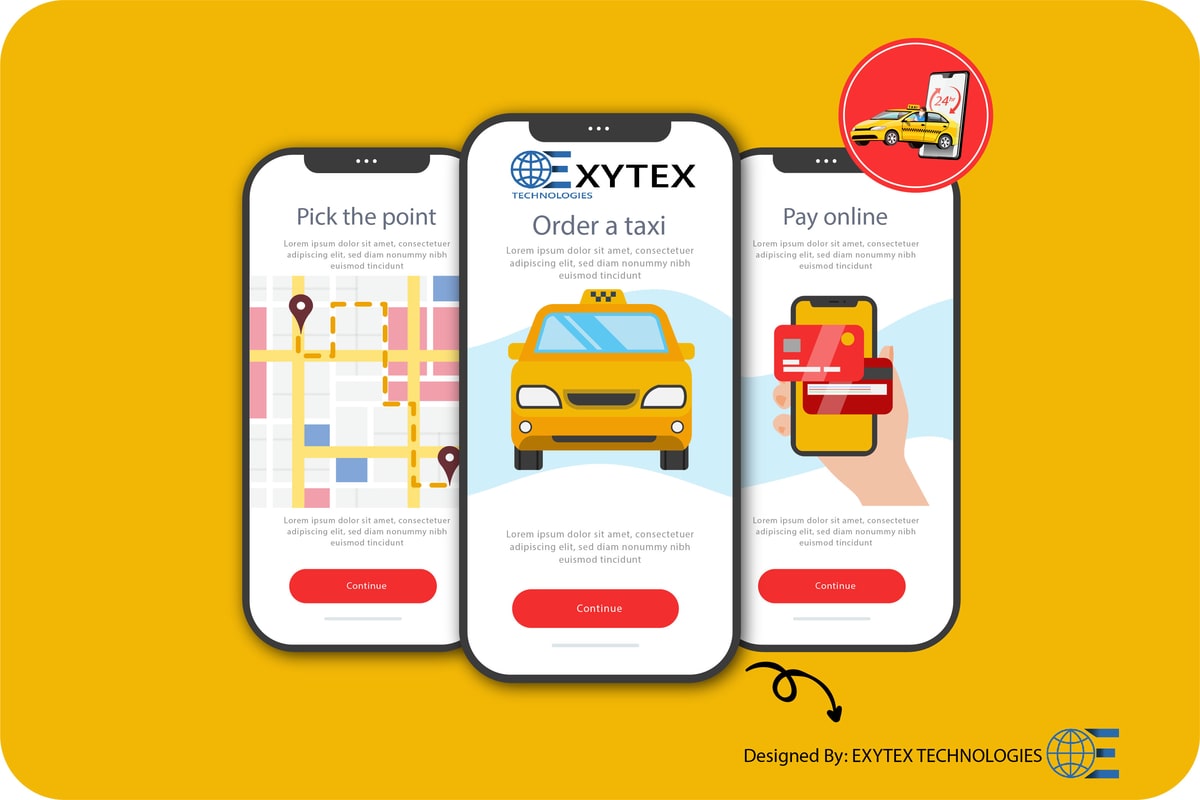 24hr
Pick the point
Lorem ipsum dolor sit amet, consectetuer
adipiscing elit, sed diam nonummy nibh
euismod tincidunt
Lorem ipsum dolor sit amet, consectetuer
adipiscing elit, sed diam nonummy nibh
euismod tincidunt
Continue
EXYTEX
TECHNOLOGIES
Order a taxi
Lorem ipsum dolor sit amet, consectetuer
adipiscing elit, sed diam nonummy nibh
euismod tincidunt
Lorem ipsum dolor sit amet, consectetuer
adipiscing elit, sed diam nonummy nibh
euismod tincidunt
Continue
Pay online
Lorem ipsum dolor sit amet, consectetuer
adipiscing elit, sed diam nonummy nibh
euismod tincidunt
Lorem ipsum dolor sit amet, consectetuer
adipiscing elit, sed diam nonummy nibh
euismod tincidunt
Continue
Designed By: EXYTEX TECHNOLOGIES E